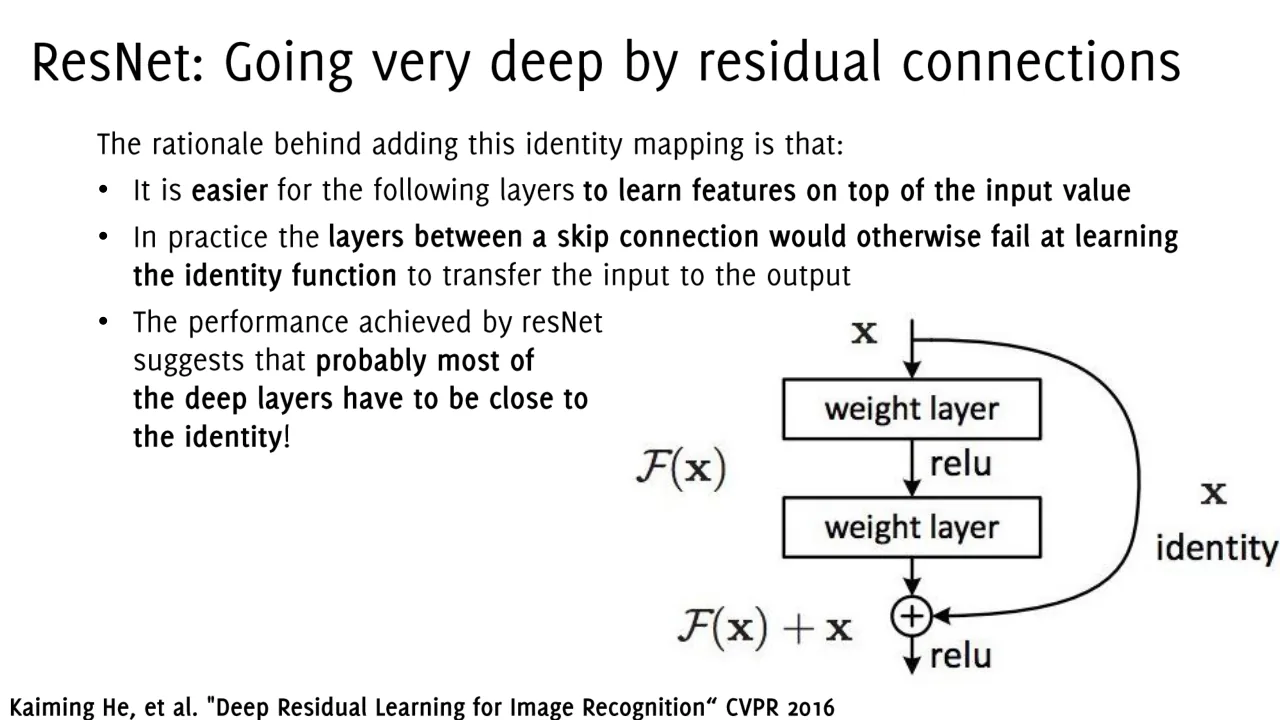 ResNet: Going very deep by residual connections
The rationale behind adding this identity mapping is that:
• It is easier for the following layers to learn features on top of the input value
• In practice the layers between a skip connection would otherwise fail at learning
the identity function to transfer the input to the output
• The performance achieved by resNet
suggests that probably most of
the deep layers have to be close to
the identity!
x
weight layer
relu
F(x)
weight layer
x
identity
F(x) + x
+
relu
Kaiming He, et al. "Deep Residual Learning for Image Recognition“ CVPR 2016